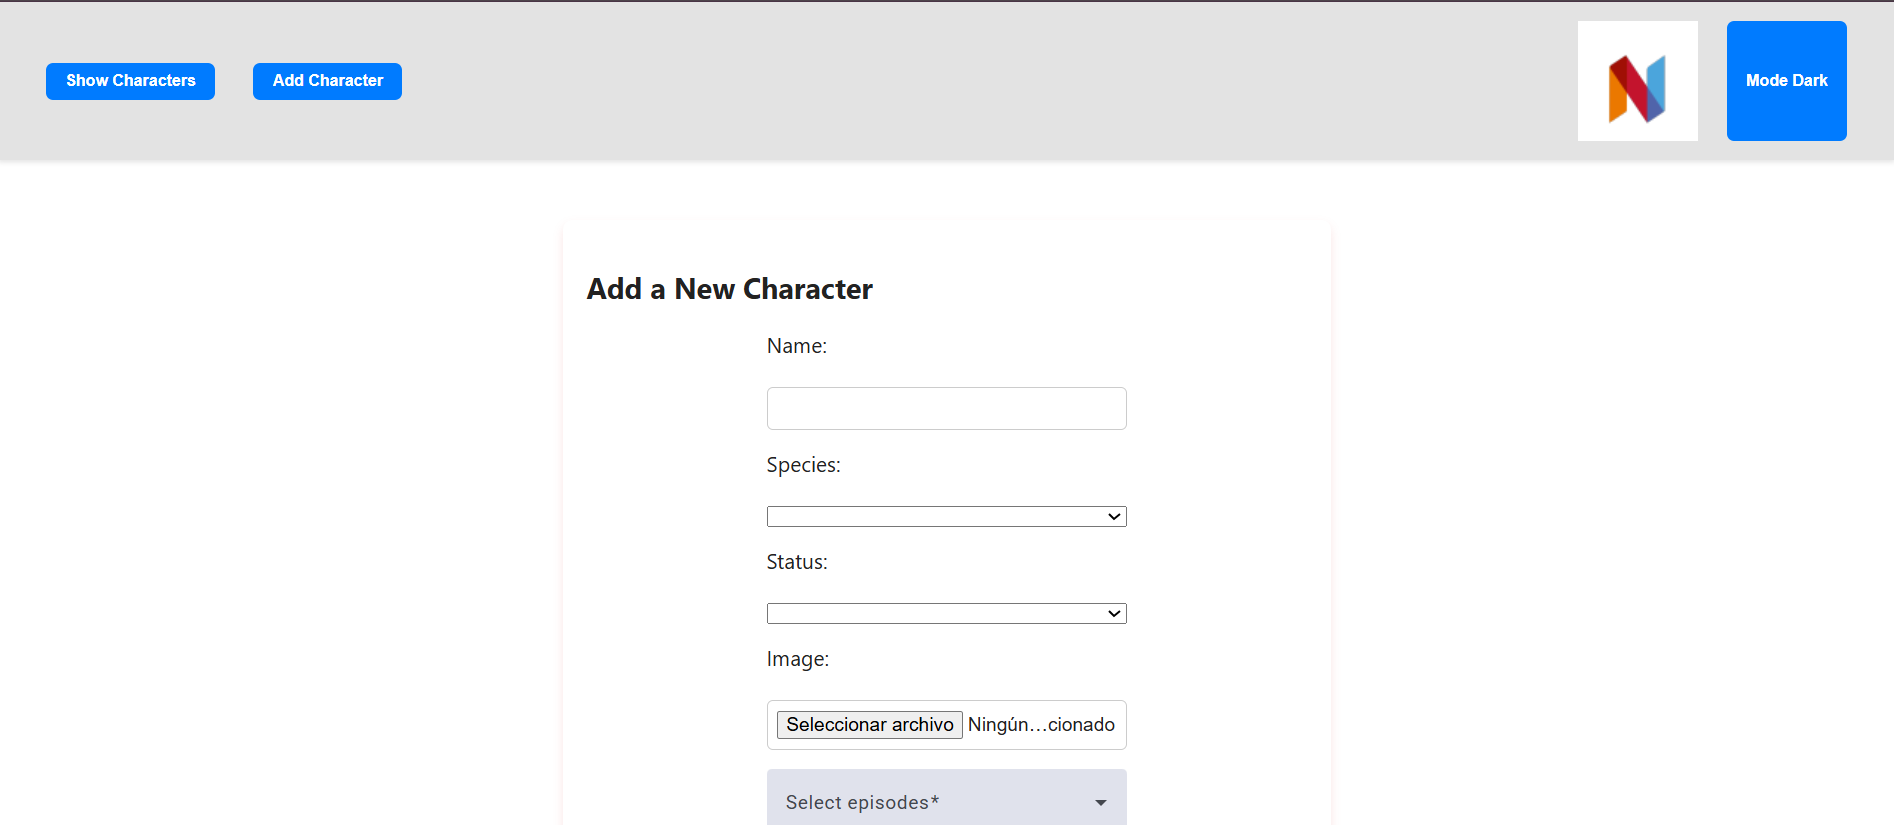 Show Characters
Add Character
N
Mode Dark
Add a New Character
Name:
Species:
Status:
Image:
Seleccionar archivo Ningún…cionado
Select episodes*